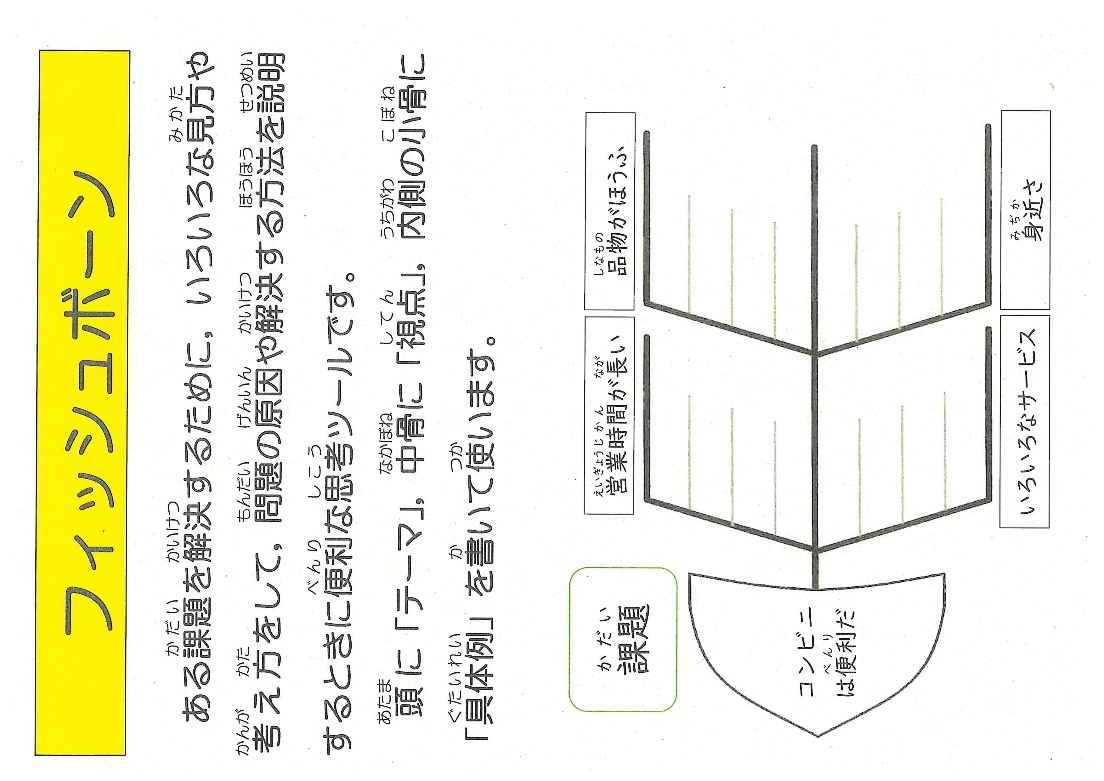 フィッシュボーン
ある課題を解決するために，いろいろな見方や
考え方をして，問題の原因や解決する方法を説明
するときに便利な思考ツールです。
頭に「テーマ」，中骨に「視点」，内側の小骨に
「具体例」を書いて使います。
課題
コンビニ
は便利だ
営業時間が長い
品物がほうふ
いろいろなサービス
身近さ